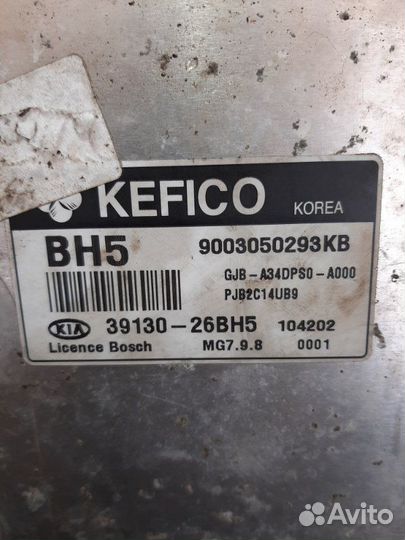 KEFICO KOREA
BH5 9003050293KB
GJB-A34DPS0-A000
PJB2C14UB9
KIA 39130-26BH5 104202
Licence Bosch MG7.9.8 0001
Avito